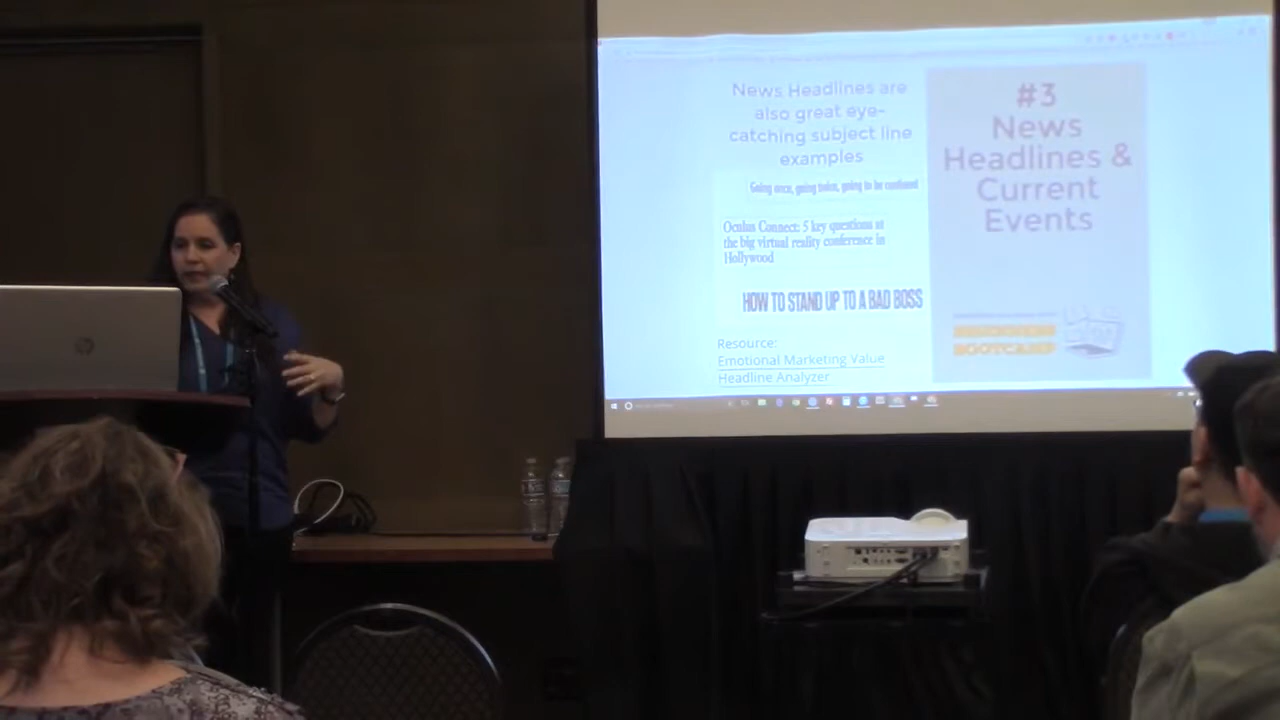 News Headlines are
also great eye-
catching subject line
examples
Going once, going twice, going to be confused
Oculus Connect: 5 key questions at
the big virtual reality conference in
Hollywood
HOW TO STAND UP TO A BAD BOSS
Resource:
Emotional Marketing Value
Headline Analyzer
#3
News
Headlines &
Current
Events
BOOTCAMP
hp